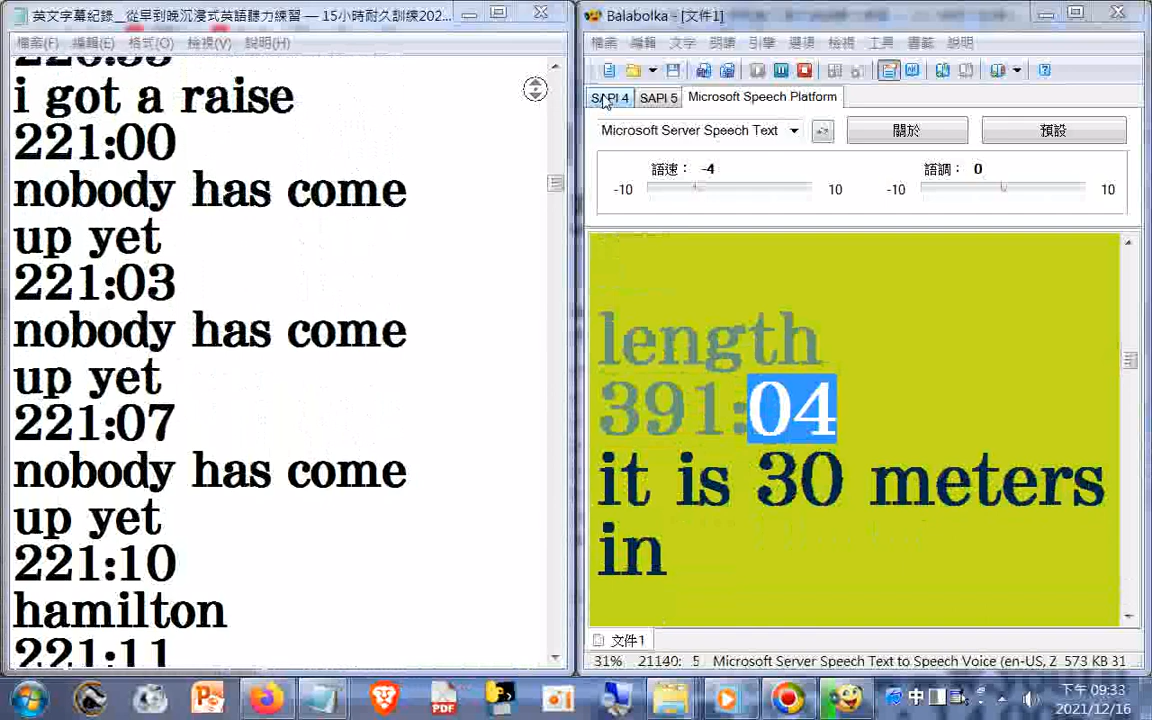 英文字幕紀錄__從早到晚沉浸式英語聽力練習 — 15小時耐久訓練202...
檔案(F) 編輯(E) 格式(O) 檢視(V) 說明(H)
i got a raise
221:00
nobody has come
up yet
221:03
nobody has come
up yet
221:07
nobody has come
up yet
221:10
hamilton
221:11
Balabolka - [文件1]
檔案 編輯 文字 朗讀 引擎 選項 檢視 工具 書籤 說明
SAPI 4 SAPI 5 Microsoft Speech Platform
Microsoft Server Speech Text 關於 預設
語速： -4 語調： 0
-10 10 -10 10
length
391:04
it is 30 meters
in
文件1
31% 21140: 5 Microsoft Server Speech Text to Speech Voice (en-US, Z 573 KB 31
PDF 中 下午 09:33
2021/12/16